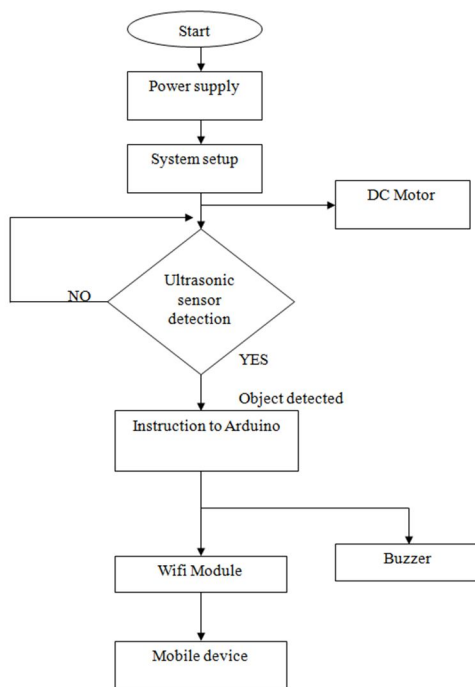 Start
Power supply
System setup
DC Motor
Ultrasonic
sensor
detection
NO
YES
Object detected
Instruction to Arduino
Wifi Module
Buzzer
Mobile device